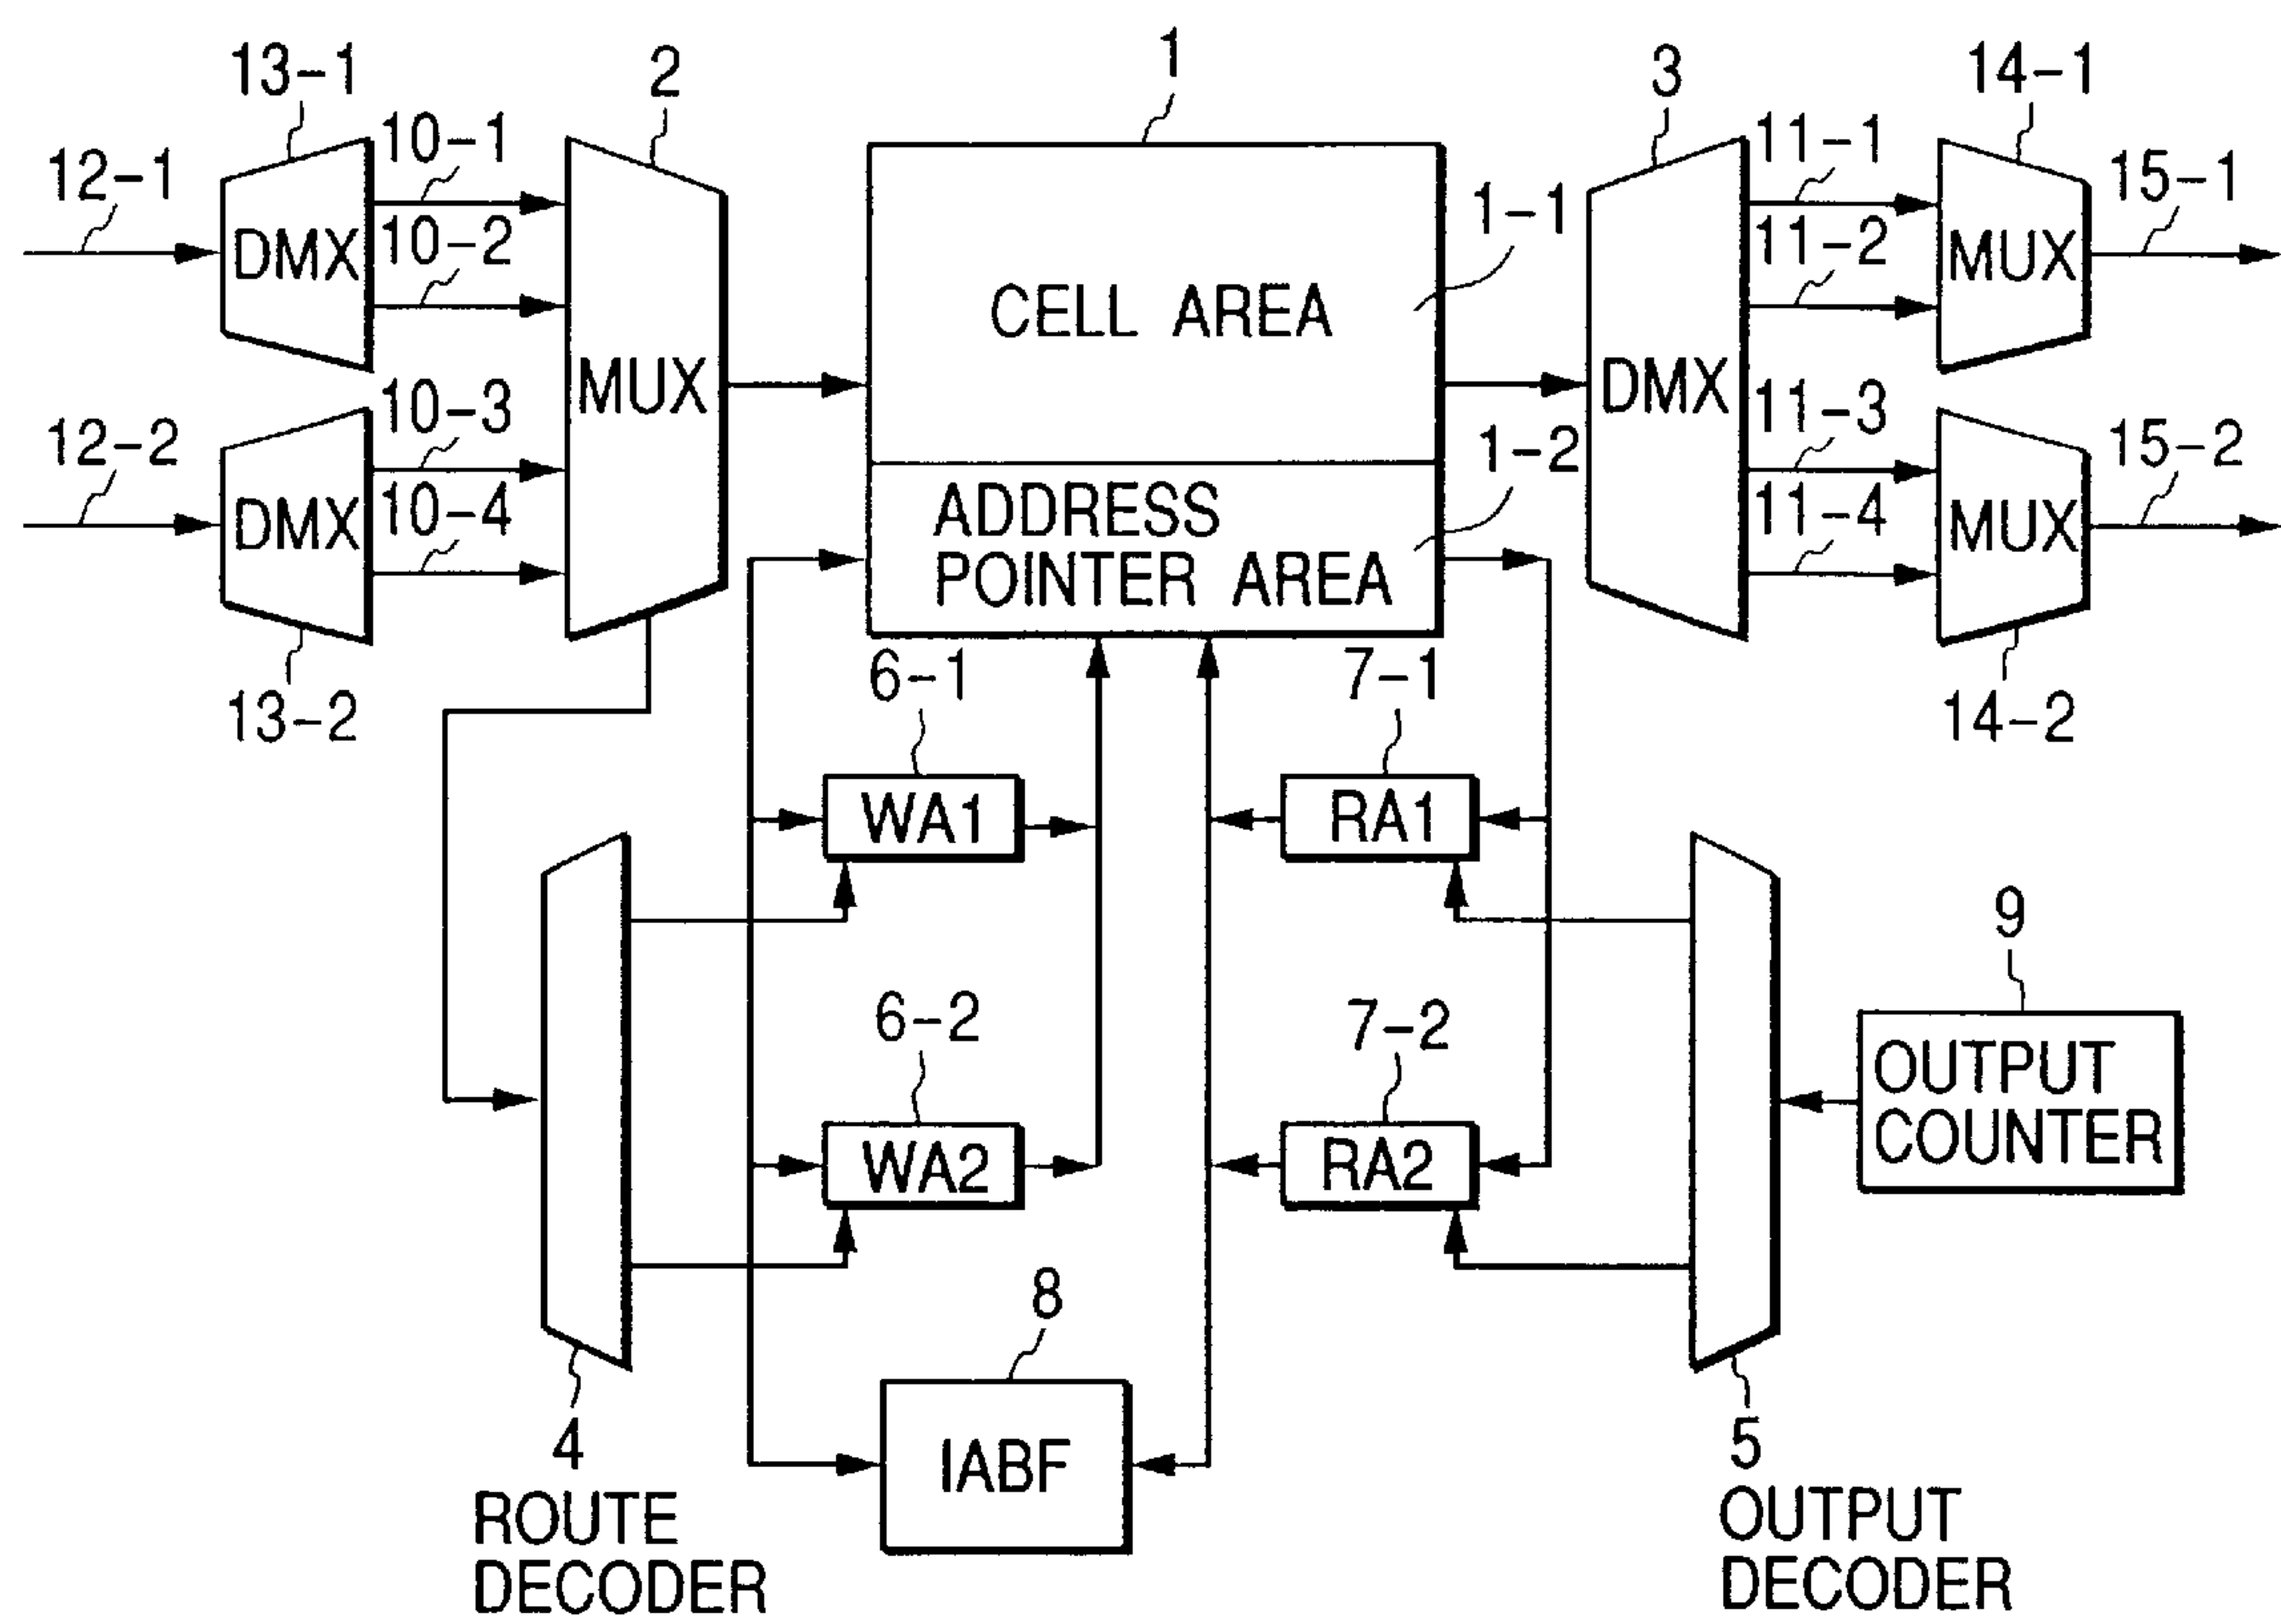 13-1
2
1
3
14-1
12-1
10-1
11-1
15-1
10-2
1-1
11-2
DMX
MUX
CELL AREA
MUX
DMX
12-2
10-3
1-2
11-3
15-2
DMX
10-4
ADDRESS
POINTER AREA
11-4
MUX
13-2
6-1
7-1
14-2
WA1
RA1
9
6-2
7-2
OUTPUT
COUNTER
WA2
RA2
8
4
IABF
5
ROUTE
DECODER
OUTPUT
DECODER